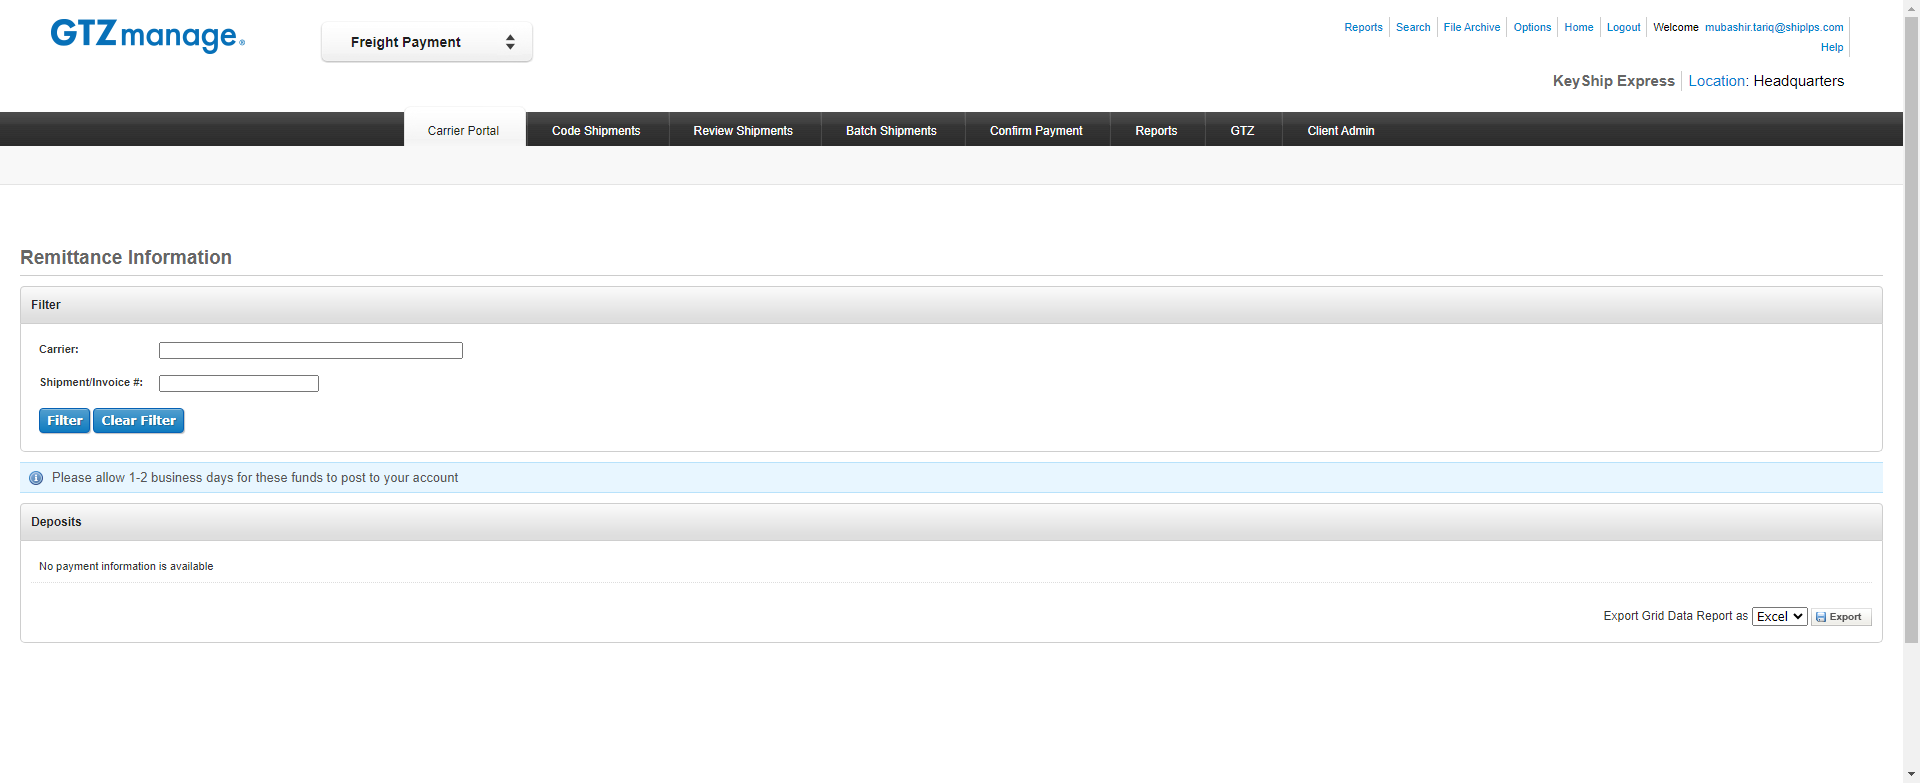 GTZmanage®
Freight Payment
Reports Search File Archive Options Home Logout Welcome mubashir.tariq@shiplps.com
Help
KeyShip Express Location: Headquarters
Carrier Portal Code Shipments Review Shipments Batch Shipments Confirm Payment Reports GTZ Client Admin
Remittance Information
Filter
Carrier:
Shipment/Invoice #:
Filter Clear Filter
Please allow 1-2 business days for these funds to post to your account
Deposits
No payment information is available
Export Grid Data Report as Excel Export